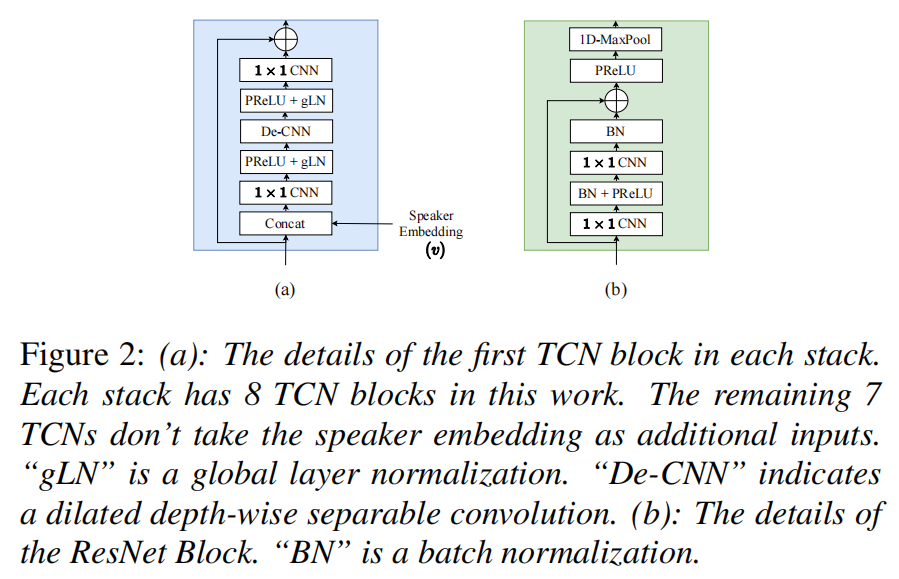 1 × 1 CNN
PReLU + gLN
De-CNN
PReLU + gLN
1 × 1 CNN
Concat
Speaker
Embedding
(v)
(a)
1D-MaxPool
PReLU
BN
1 × 1 CNN
BN + PReLU
1 × 1 CNN
(b)
Figure 2: (a): The details of the first TCN block in each stack.
Each stack has 8 TCN blocks in this work. The remaining 7
TCNs don’t take the speaker embedding as additional inputs.
“gLN” is a global layer normalization. “De-CNN” indicates
a dilated depth-wise separable convolution. (b): The details of
the ResNet Block. “BN” is a batch normalization.